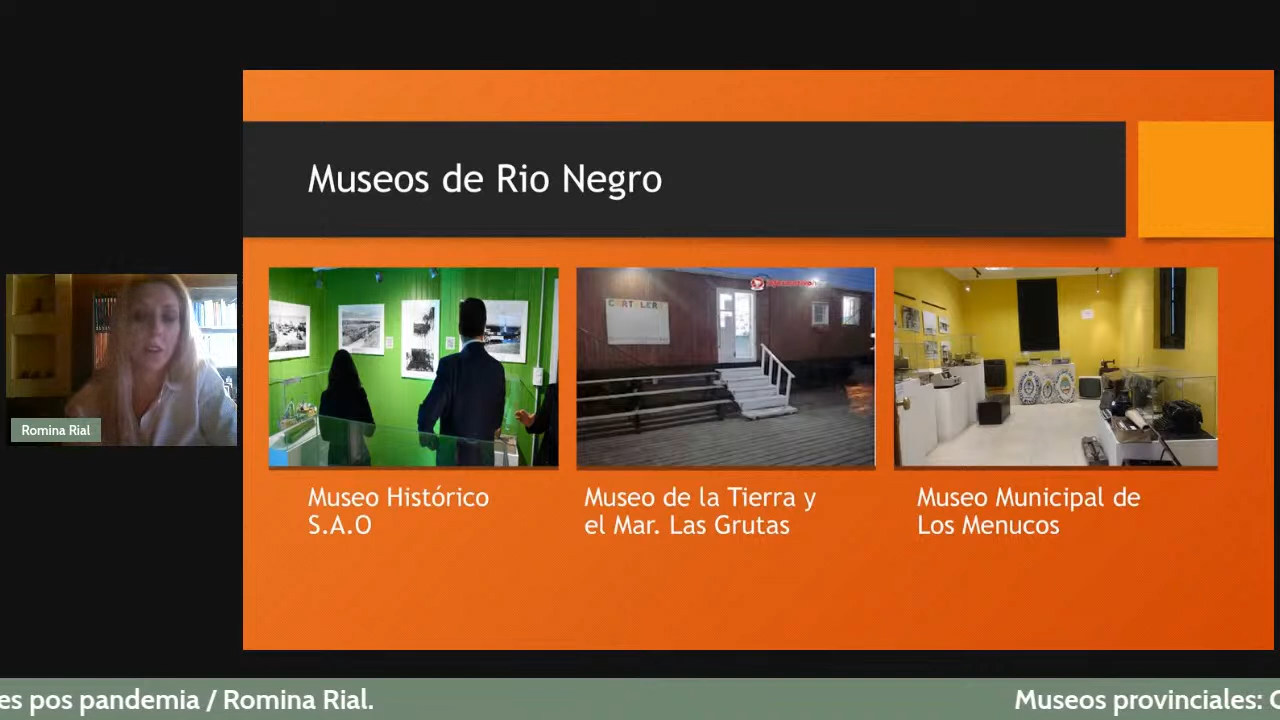 Museos de Rio Negro
CARTELER
Romina Rial
Museo Histórico
S.A.O
Museo de la Tierra y
el Mar. Las Grutas
Museo Municipal de
Los Menucos
es pos pandemia / Romina Rial.
Museos provinciales: C